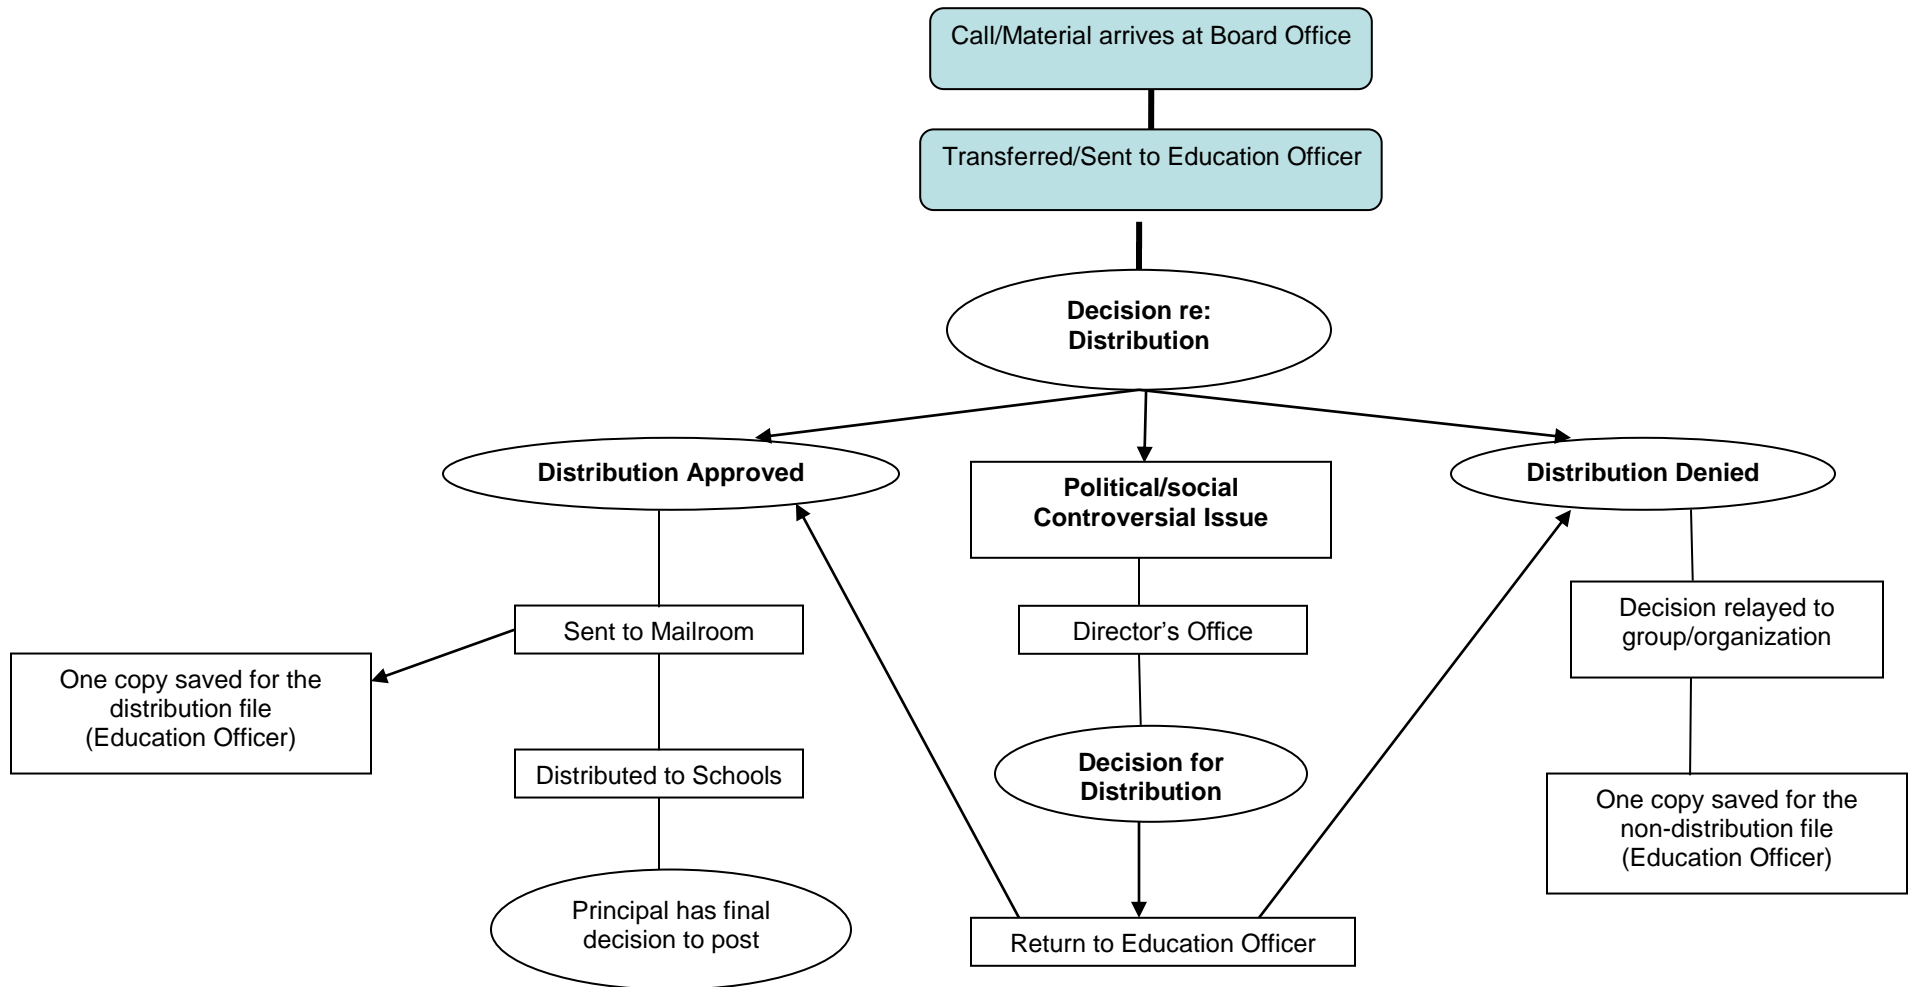 Call/Material arrives at Board Office
Transferred/Sent to Education Officer
Decision re:
Distribution
Distribution Approved
Political/social
Controversial Issue
Distribution Denied
Sent to Mailroom
Director's Office
Decision relayed to
group/organization
One copy saved for the
distribution file
(Education Officer)
Distributed to Schools
Decision for
Distribution
One copy saved for the
non-distribution file
(Education Officer)
Principal has final
decision to post
Return to Education Officer